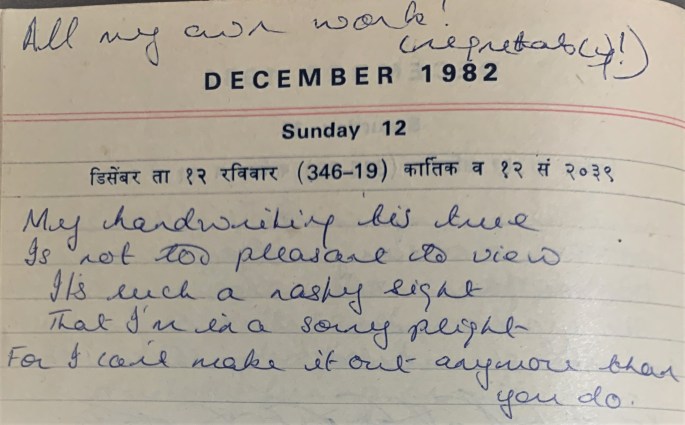 All my own work!
(regrettably!)
DECEMBER 1982
Sunday 12
डिसेंबर ता १२ रविवार (346-19) कार्तिक व १२ सं २०३९
My handwriting tis true
Is not too pleasant to view
It's such a nasty sight
That I'm in a sorry plight
For I can't make it out anymore than
you do.